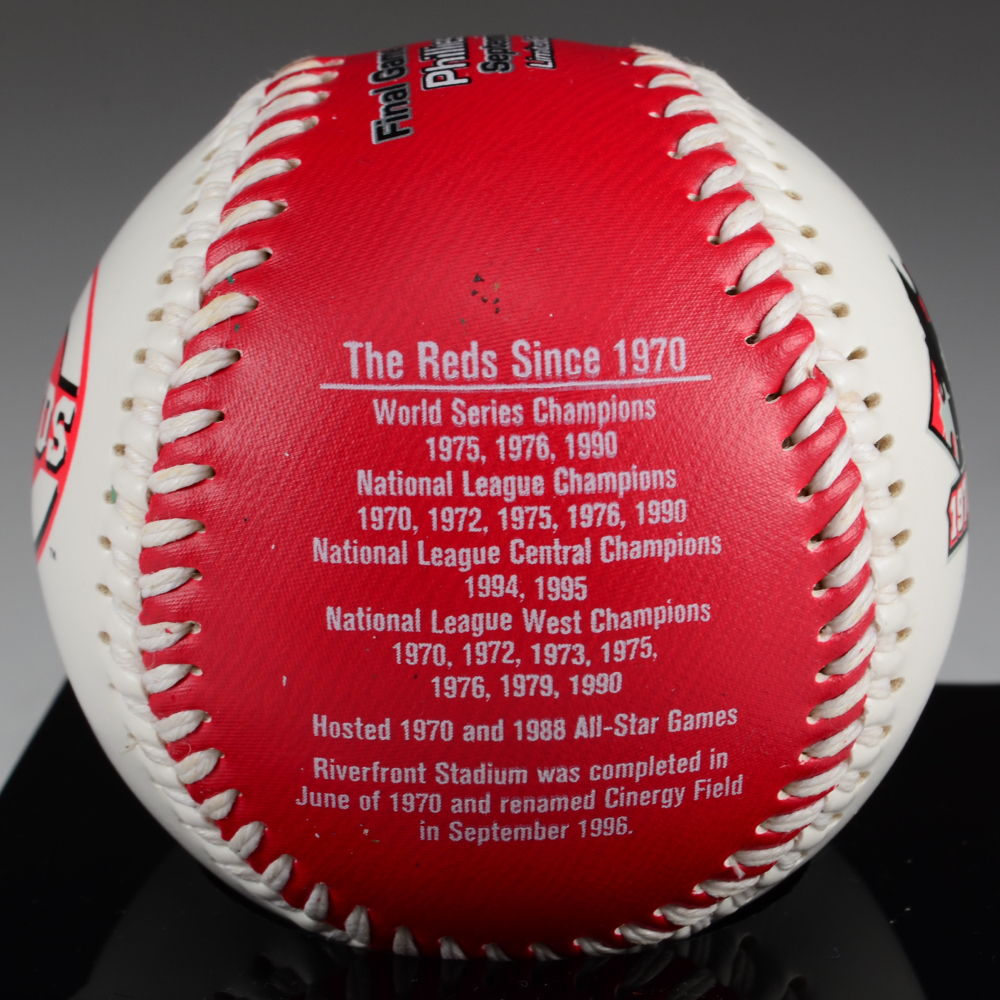 Final
The Reds Since 1970
World Series Champions
1975, 1976, 1990
National League Champions
1970, 1972, 1975, 1976, 1990
National League Central Champions
1994, 1995
National League West Champions
1970, 1972, 1973, 1975,
1976, 1979, 1990
Hosted 1970 and 1988 All-Star Games
Riverfront Stadium was completed in
June of 1970 and renamed Cinergy Field
in September 1996.